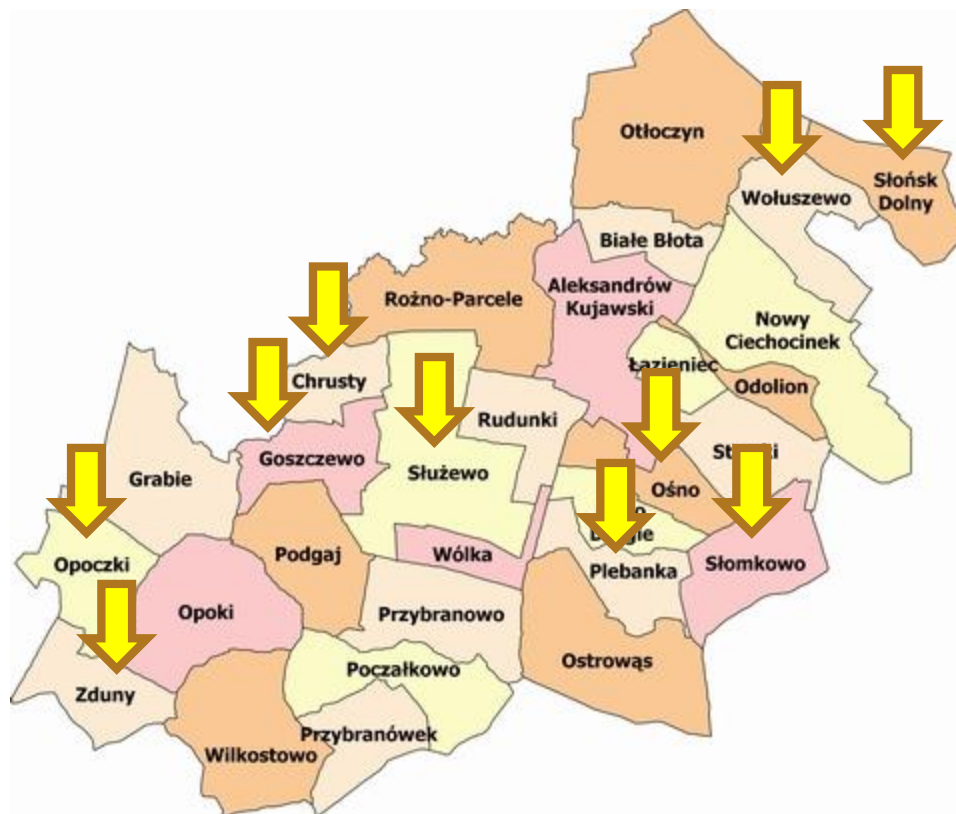 Otłoczyn
Słońsk
Dolny
Wołuszewo
Białe Błota
Aleksandrów
Kujawski
Rożno-Parcele
Nowy
Ciechocinek
Łazieniec
Odolion
Chrusty
Rudunki
Goszczewo
Służewo
Grabie
Ośno
Podgaj
Wólka
Opoczki
Plebanka
Słomkowo
Opoki
Przybranowo
Ostrowąs
Poczałkowo
Zduny
Przybranówek
Wilkostowo